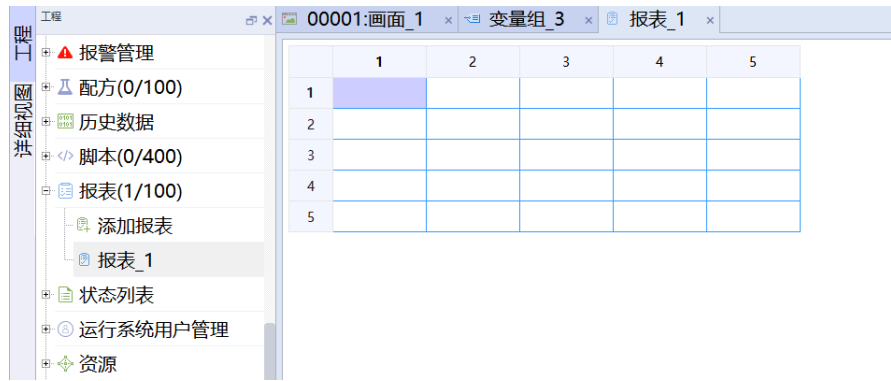 工程
详细视图
工程
报警管理
配方(0/100)
历史数据
脚本(0/400)
报表(1/100)
添加报表
报表_1
状态列表
运行系统用户管理
资源
00001:画面_1 × 变量组_3 × 报表_1 ×
1 2 3 4 5
1
2
3
4
5